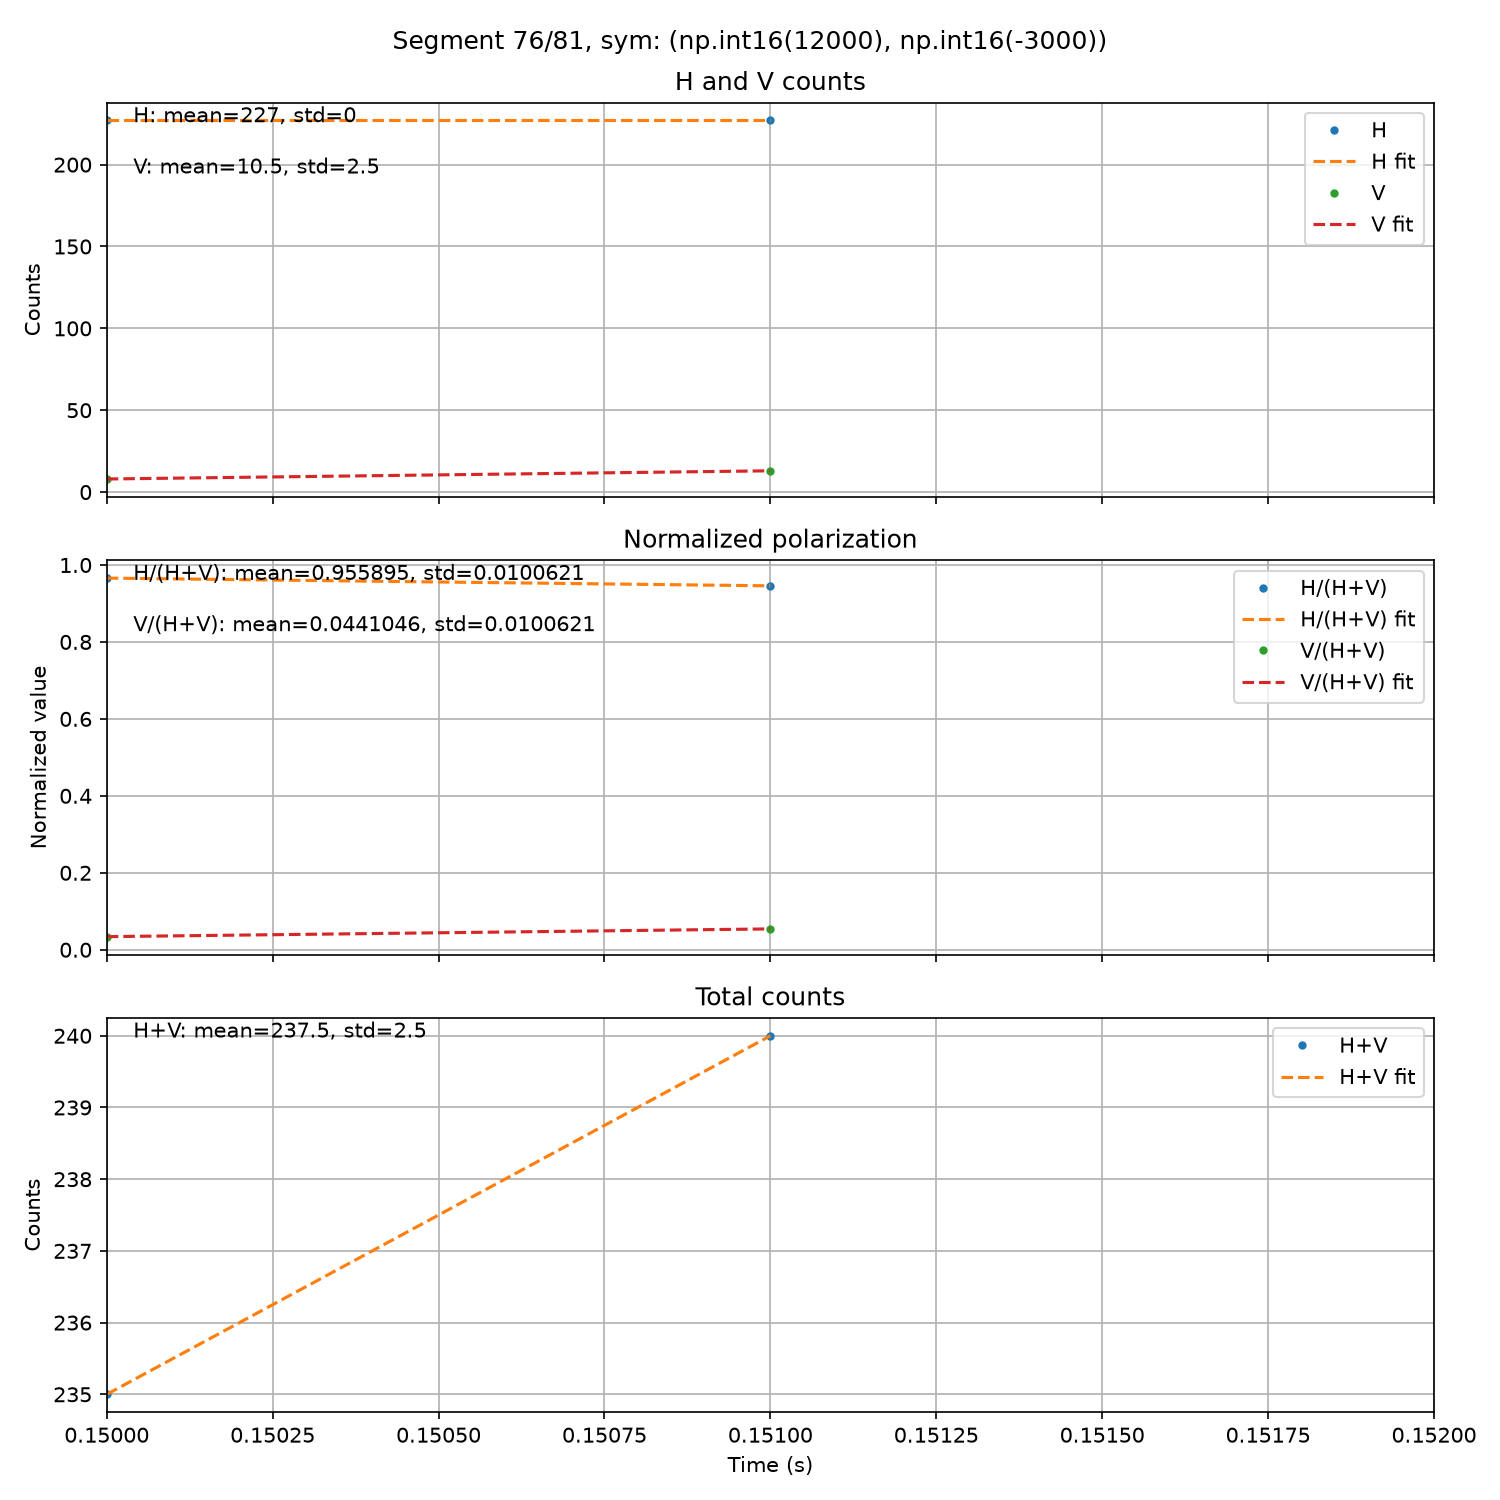 Segment 76/81, sym: (np.int16(12000), np.int16(-3000))
H and V counts
H: mean=227, std=0
V: mean=10.5, std=2.5
H
H fit
V
V fit
Counts
200
150
100
50
0
Normalized polarization
H/(H+V): mean=0.955895, std=0.0100621
V/(H+V): mean=0.0441046, std=0.0100621
H/(H+V)
H/(H+V) fit
V/(H+V)
V/(H+V) fit
Normalized value
1.0
0.8
0.6
0.4
0.2
0.0
Total counts
H+V: mean=237.5, std=2.5
H+V
H+V fit
Counts
240
239
238
237
236
235
0.15000 0.15025 0.15050 0.15075 0.15100 0.15125 0.15150 0.15175 0.15200
Time (s)